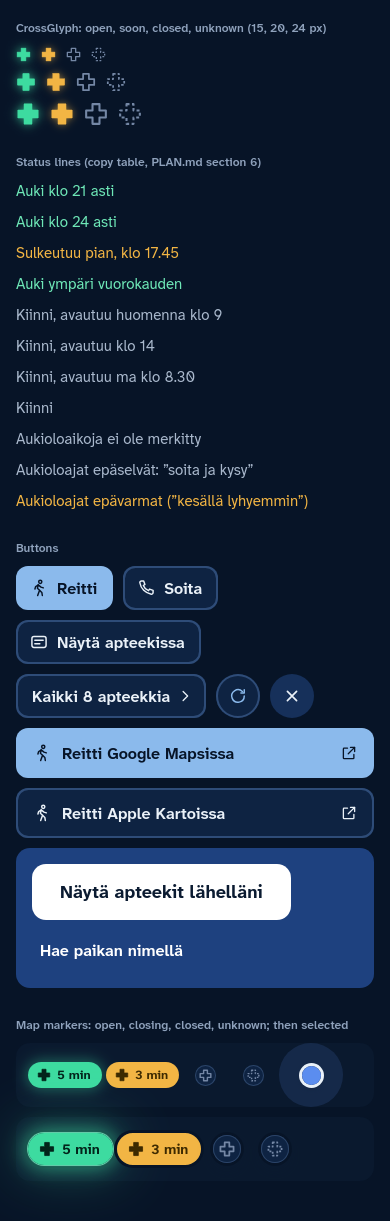 CrossGlyph: open, soon, closed, unknown (15, 20, 24 px)
Status lines (copy table, PLAN.md section 6)
Auki klo 21 asti
Auki klo 24 asti
Sulkeutuu pian, klo 17.45
Auki ympäri vuorokauden
Kiinni, avautuu huomenna klo 9
Kiinni, avautuu klo 14
Kiinni, avautuu ma klo 8.30
Kiinni
Aukioloaikoja ei ole merkitty
Aukioloajat epäselvät: ”soita ja kysy”
Aukioloajat epävarmat (”kesällä lyhyemmin”)
Buttons
Reitti Soita
Näytä apteekissa
Kaikki 8 apteekkia
Reitti Google Mapsissa
Reitti Apple Kartoissa
Näytä apteekit lähelläni
Hae paikan nimellä
Map markers: open, closing, closed, unknown; then selected
5 min 3 min
5 min 3 min